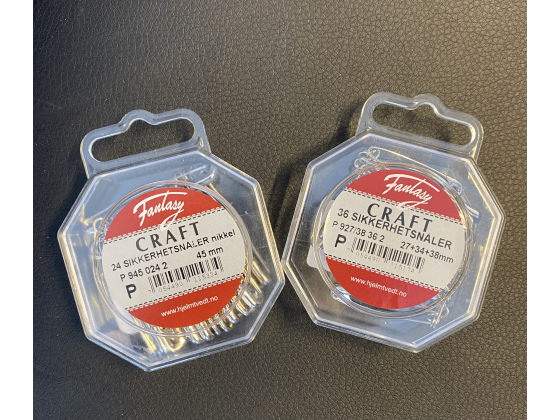 Fantasy
CRAFT
24 SIKKERHETSNÅLER nikkel
P 945 024 2
45 mm
P
www.hjelmtvedt.no
Fantasy
CRAFT
36 SIKKERHETSNÅLER
P 927/38 36 2
27+34+38mm
P
www.hjelmtvedt.no